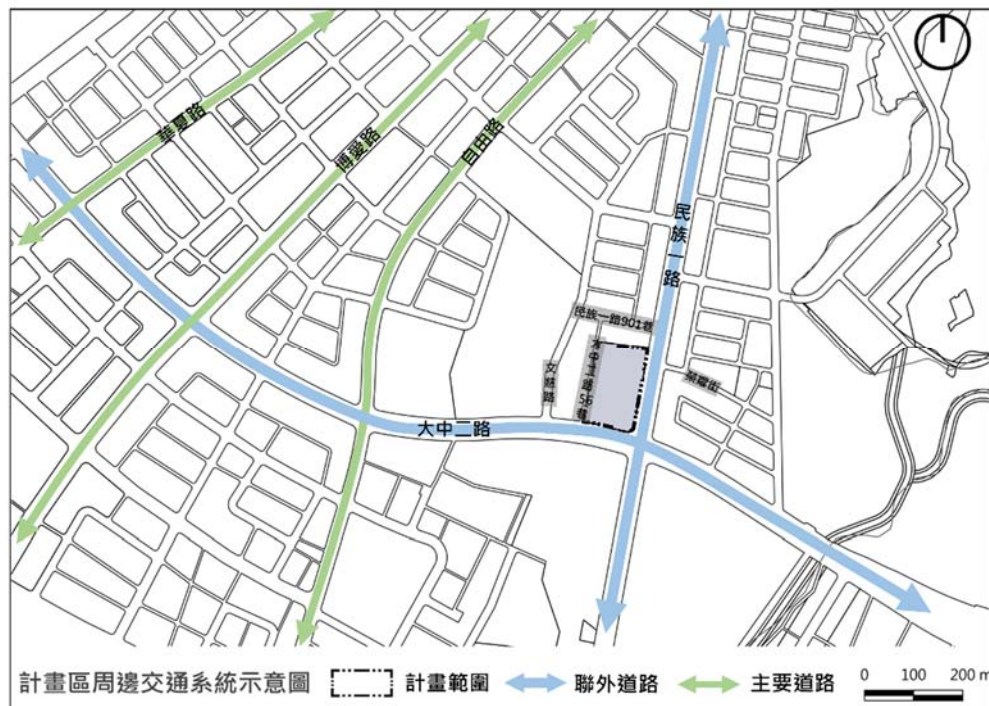 華夏路
博愛路
自由路
民族一路
民族一路901巷
大中二路56巷
文慈路
榮耀街
大中二路
計畫區周邊交通系統示意圖
計畫範圍
聯外道路
主要道路
0 100 200 m